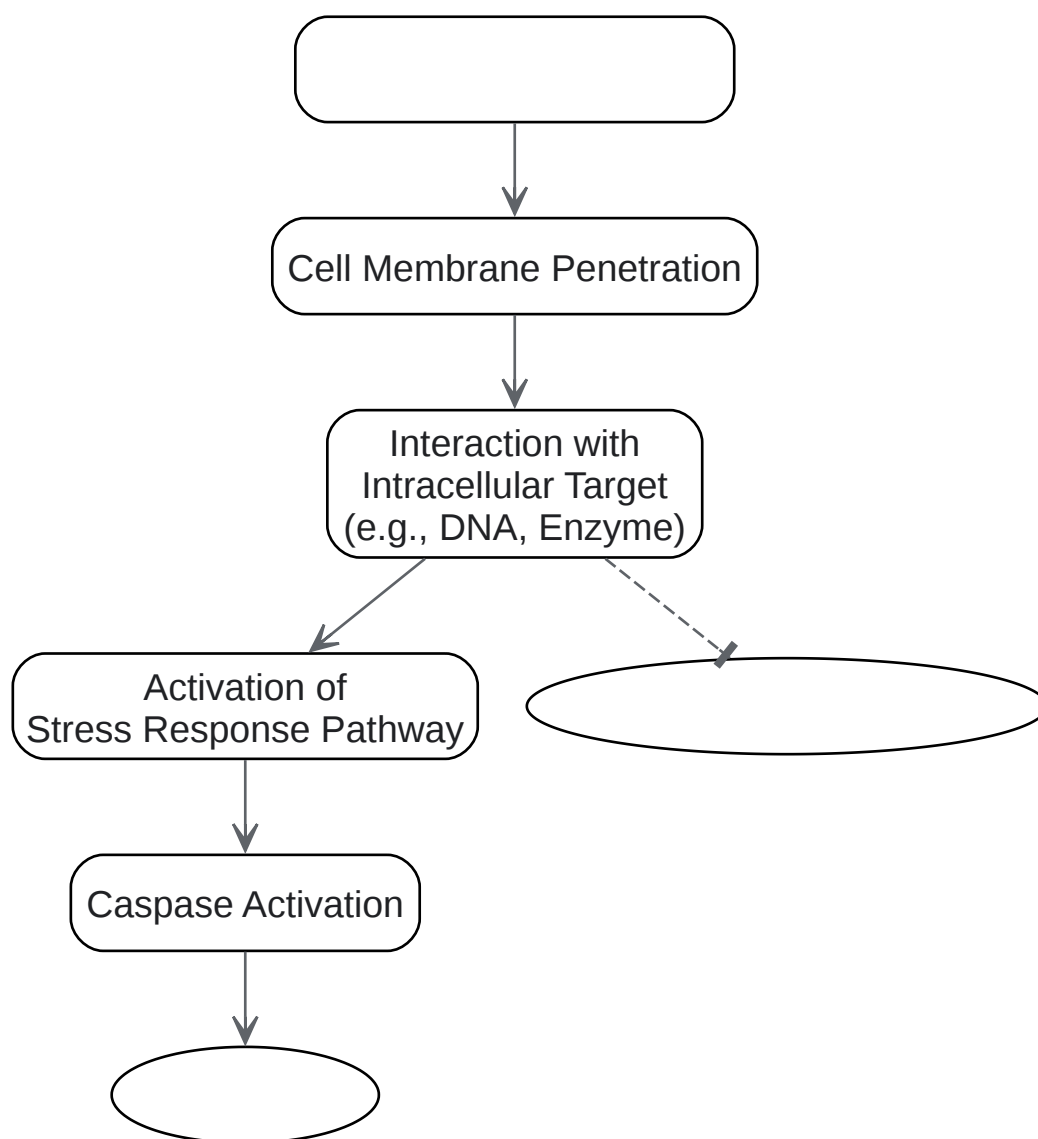 Cell Membrane Penetration
Interaction with
Intracellular Target
(e.g., DNA, Enzyme)
Activation of
Stress Response Pathway
Caspase Activation